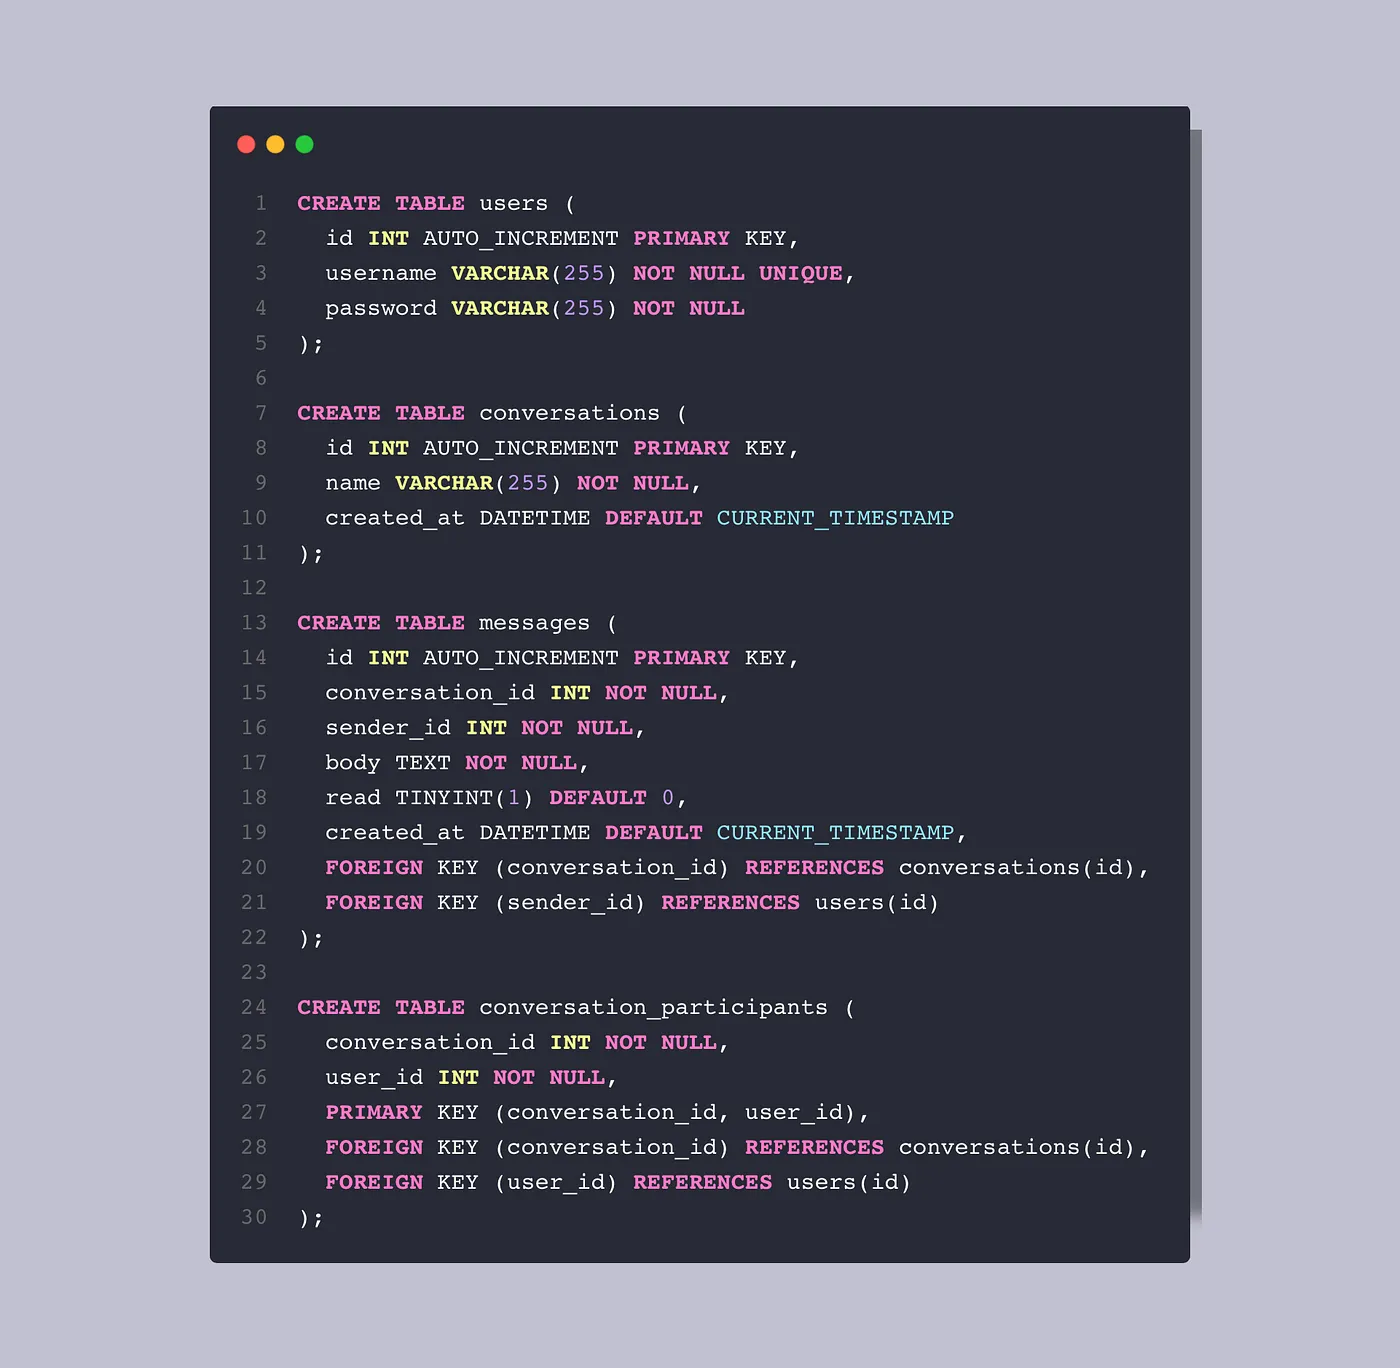 1 CREATE TABLE users (
2 id INT AUTO_INCREMENT PRIMARY KEY,
3 username VARCHAR(255) NOT NULL UNIQUE,
4 password VARCHAR(255) NOT NULL
5 );
6
7 CREATE TABLE conversations (
8 id INT AUTO_INCREMENT PRIMARY KEY,
9 name VARCHAR(255) NOT NULL,
10 created_at DATETIME DEFAULT CURRENT_TIMESTAMP
11 );
12
13 CREATE TABLE messages (
14 id INT AUTO_INCREMENT PRIMARY KEY,
15 conversation_id INT NOT NULL,
16 sender_id INT NOT NULL,
17 body TEXT NOT NULL,
18 read TINYINT(1) DEFAULT 0,
19 created_at DATETIME DEFAULT CURRENT_TIMESTAMP,
20 FOREIGN KEY (conversation_id) REFERENCES conversations(id),
21 FOREIGN KEY (sender_id) REFERENCES users(id)
22 );
23
24 CREATE TABLE conversation_participants (
25 conversation_id INT NOT NULL,
26 user_id INT NOT NULL,
27 PRIMARY KEY (conversation_id, user_id),
28 FOREIGN KEY (conversation_id) REFERENCES conversations(id),
29 FOREIGN KEY (user_id) REFERENCES users(id)
30 );